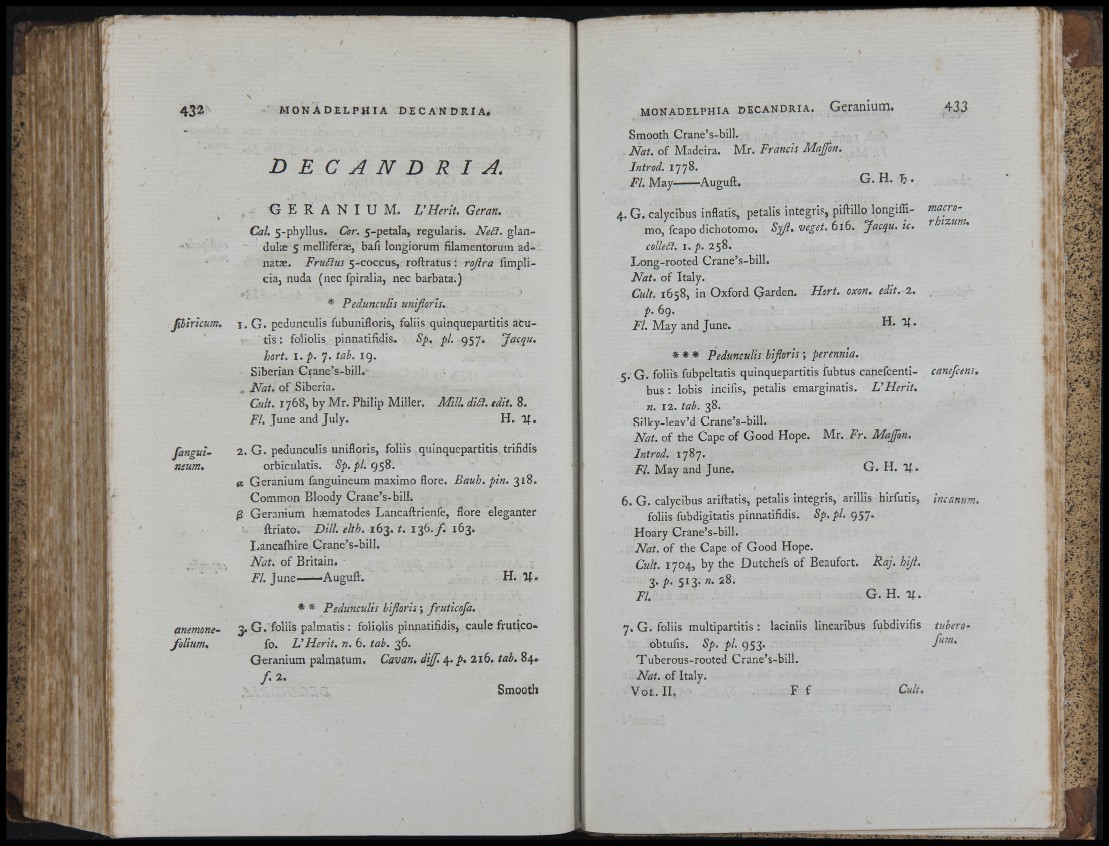 432 MONADELPHIA DECANDRIA.
DECANDRIA.
GERANIUM. L'Herit. Geran.
Cal. 5-phyllus. Cor. 5-petala, regularis. Nect. glan-
dulæ 5 melliferæ, basi longiorum filamentorum ad-
natæ. Fructus 5-coccus, rostratus: rostra simpli-
cia, nuda (nec spiralia, nec barbata.)
* Pedunculis unifloris.
sibiricum. 1. G. pedunculis subunifloris, foliis quinquepartitis acu-
tis: foliolis pinnatifidis. Sp. pl. 957. Jacqu.
hort. 1. p. 7. tab. 19.
Siberian Crane's-bill.
Nat. of Siberia.
Cult. 1768, by Mr. Philip Miller. Mill. dict. edit. 8.
Fl. June and July. H. ♃.
sangui-
neum. 2. G. pedunculis unifloris, foliis quinquepartitis trifidis
orbiculatis. Sp. pl. 958.
α Geranium sanguineum maximo flore. Bauh. pin. 318.
Common Bloody Crane's-bill.
β Geranium hæmatodes Lancastriense, flore eleganter
striato. Dill. elth. 163. t. 136. f. 163.
Lancashire Crane's-bill.
Nat. of Britain.
Fl. June——August. H. ♃.
** Pedunculis bifloris; fruticosa.
anemone-
folium. 3. G. foliis palmatis: foliolis pinnatifidis, caule frutico-
so. L'Herit. n. 6. tab. 36.
Geranium palmatum. Cavan. diss. 4. p. 216. tab. 84.
f. 2.
Smooth
MONADELPHIA DECANDRIA. Geranium. 433
Smooth Crane's-bill.
Nat. of Madeira. Mr. Francis Masson.
Introd. 1778.
Fl. May——August. G. H. ♄.
4. G. calycibus inflatis, petalis integris, pistillo longissi- macro-
mo, scapo dichotomo. Syst. veget. 616. Jacqu. ic. rhizum.
collect. 1. p. 258.
Long-rooted Crane's-bill.
Nat. of Italy.
Cult. 1658, in Oxford Garden. Hort. oxon. edit. 2.
p. 69.
Fl. May and June. H. ♃.
*** Pedunculis bifloris; perennia.
5. G. foliis subpeltatis quinquepartitis subtus canescenti- canescens.
bus: lobis incisis, petalis emarginatis. L'Herit.
n. 12. tab. 38.
Silky-leav'd Crane's-bill.
Nat. of the Cape of Good Hope. Mr. Fr. Masson.
Introd. 1787.
Fl. May and June. G. H. ♃.
6. G. calycibus aristatis, petalis integris, arillis hirsutis, incanum.
foliis subdigitatis pinnatifidis. Sp. pl. 957.
Hoary Crane's-bill.
Nat. of the Cape of Good Hope.
Cult. 1704, by the Dutchess of Beaufort. Raj. hist.
3. p. 513. n. 28.
Fl. G. H. ♃.
7. G. foliis multipartitis: laciniis linearibus subdivisis tubero-
obtusis. Sp. pl. 953. sum.
Tuberous-rooted Crane's-bill.
Nat. of Italy.
VOL. II. F f Cult.